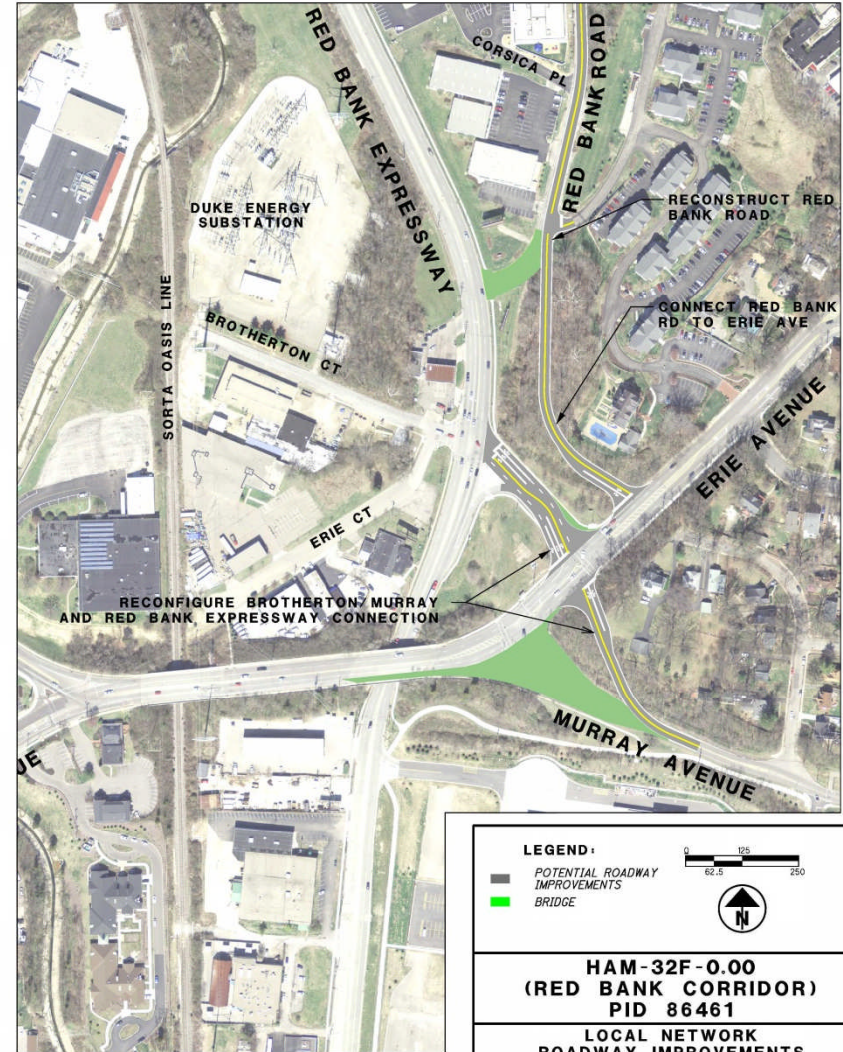 RED BANK EXPRESSWAY
CORSICA PL
RED BANK ROAD
DUKE ENERGY
SUBSTATION
RECONSTRUCT RED
BANK ROAD
SORTA OASIS LINE
BROTHERTON CT
CONNECT RED BANK
RD TO ERIE AVE
ERIE AVENUE
ERIE CT
RECONFIGURE BROTHERTON/MURRAY
AND RED BANK EXPRESSWAY CONNECTION
MURRAY AVENUE
UE
LEGEND:
POTENTIAL ROADWAY
IMPROVEMENTS
BRIDGE
0 125
62.5 250
N
HAM-32F-0.00
(RED BANK CORRIDOR)
PID 86461
LOCAL NETWORK
ROADWAY IMPROVEMENTS